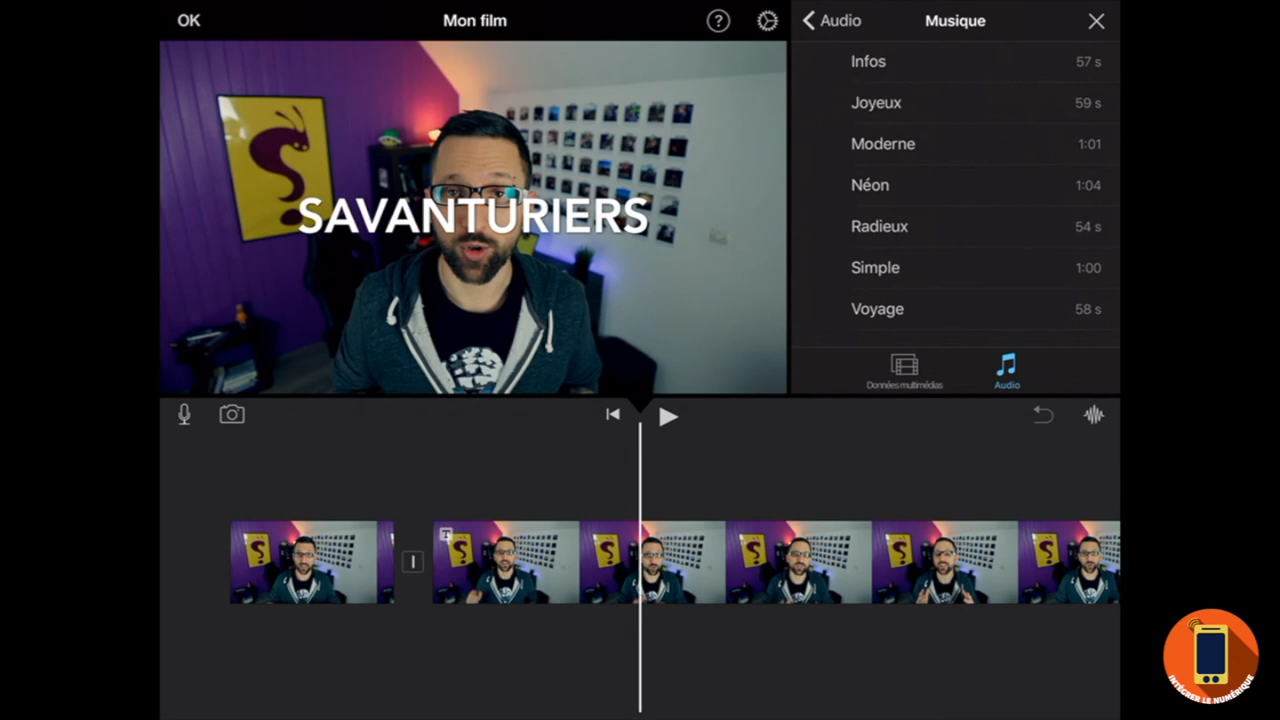 OK
Mon film
?
Audio
Musique
Infos
57 s
Joyeux
59 s
Moderne
1:01
Néon
1:04
Radieux
54 s
Simple
1:00
Voyage
58 s
SAVANTURIERS
Données multimédias
Audio
T
INTÉGRER LE NUMÉRIQUE